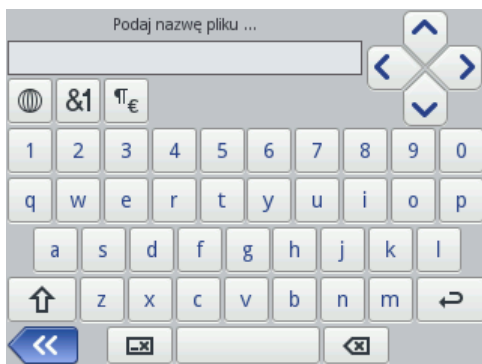 Podaj nazwę pliku ...
&1 ¶€
1 2 3 4 5 6 7 8 9 0
q w e r t y u i o p
a s d f g h j k l
z x c v b n m